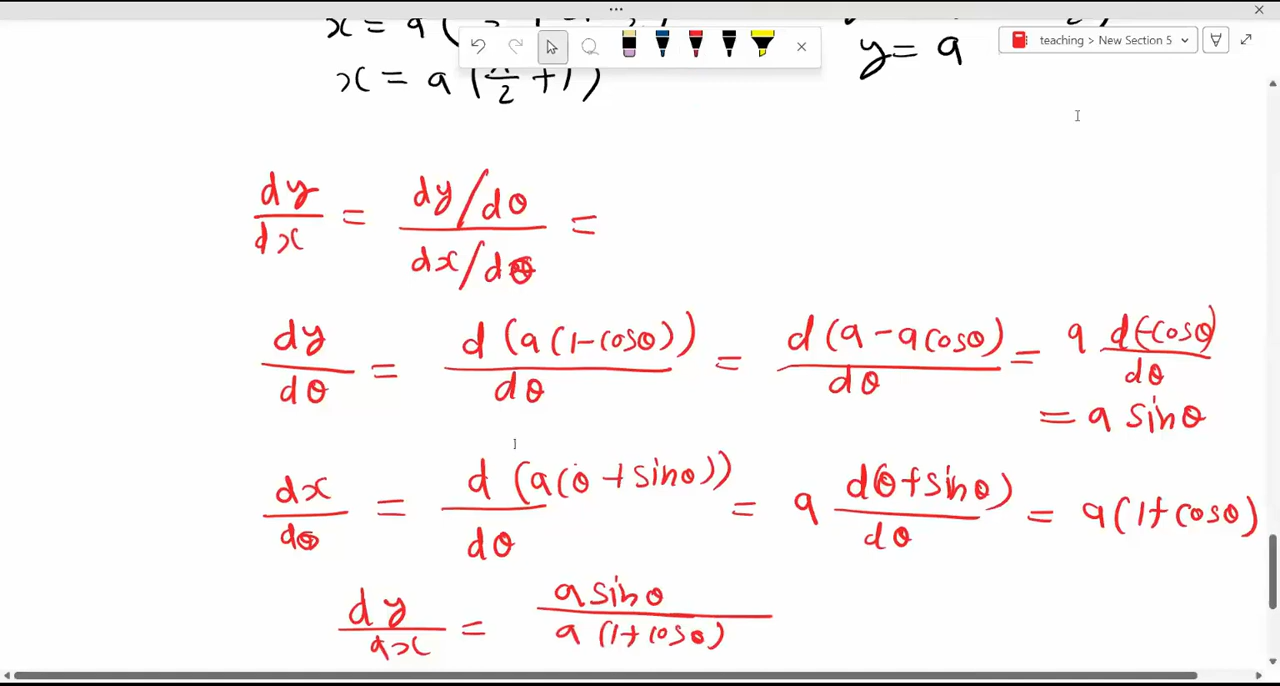 teaching > New Section 5
y = a
x = a (π/2 + 1)
dy/dx = (dy/dθ)/(dx/dθ) =
dy/dθ = d(a(1-cosθ))/dθ = d(a - a cosθ)/dθ = a d(-cosθ)/dθ
= a sinθ
dx/dθ = d(a(θ + sinθ))/dθ = a d(θ + sinθ)/dθ = a(1 + cosθ)
dy/dx = a sinθ / a(1 + cosθ)